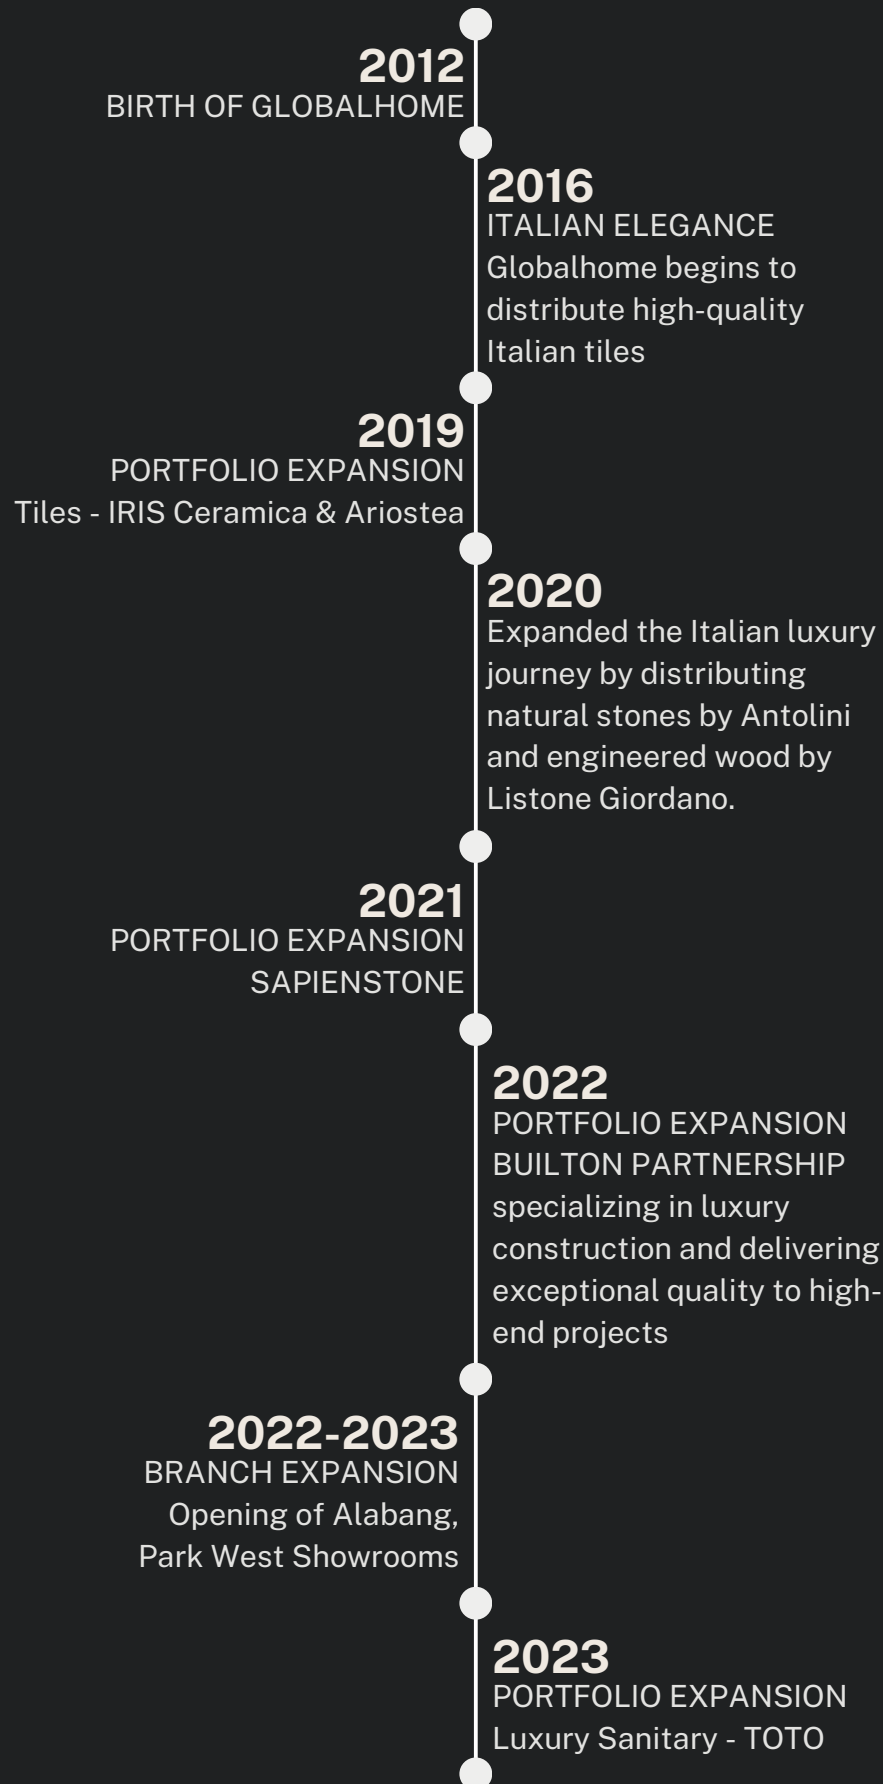 2012
BIRTH OF GLOBALHOME
2016
ITALIAN ELEGANCE
Globalhome begins to
distribute high-quality
Italian tiles
2019
PORTFOLIO EXPANSION
Tiles - IRIS Ceramica & Ariostea
2020
Expanded the Italian luxury
journey by distributing
natural stones by Antolini
and engineered wood by
Listone Giordano.
2021
PORTFOLIO EXPANSION
SAPIENSTONE
2022
PORTFOLIO EXPANSION
BUILTON PARTNERSHIP
specializing in luxury
construction and delivering
exceptional quality to high-
end projects
2022-2023
BRANCH EXPANSION
Opening of Alabang,
Park West Showrooms
2023
PORTFOLIO EXPANSION
Luxury Sanitary - TOTO